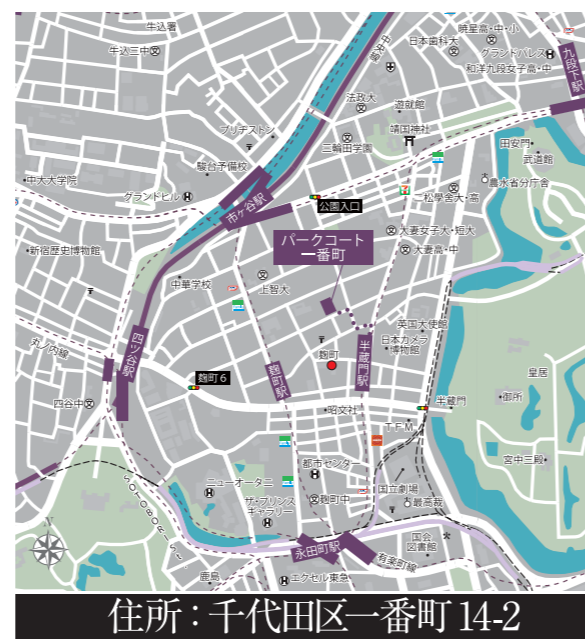 牛込署
牛込三中
中央線
日本歯科大
暁星高・中・小
グランドパレス
和洋九段女子高・中
九段下駅
法政大
遊就館
靖国神社
三輪田学園
ブリヂストン
駿台予備校
田安門
武道館
農水省分庁舎
中大大学院
グランドヒル
市ヶ谷駅
公園入口
二松學舎大・高
大妻女子大・短大
大妻高・中
パークコート
一番町
新宿歴史博物館
中華学校
上智大
丸ノ内線
四ツ谷駅
英国大使館
日本カメラ
博物館
麹町
半蔵門駅
麹町駅
皇居
御所
麹町6
四谷中
昭文社
半蔵門
TFM
宮中三殿
都市センター
ニューオータニ
麹町中
国立劇場
最高裁
ザ・プリンス
ギャラリー
SOTOBORI ST.
N
永田町駅
国会
図書館
有楽町線
鹿島
エクセル東急
住所:千代田区一番町14-2